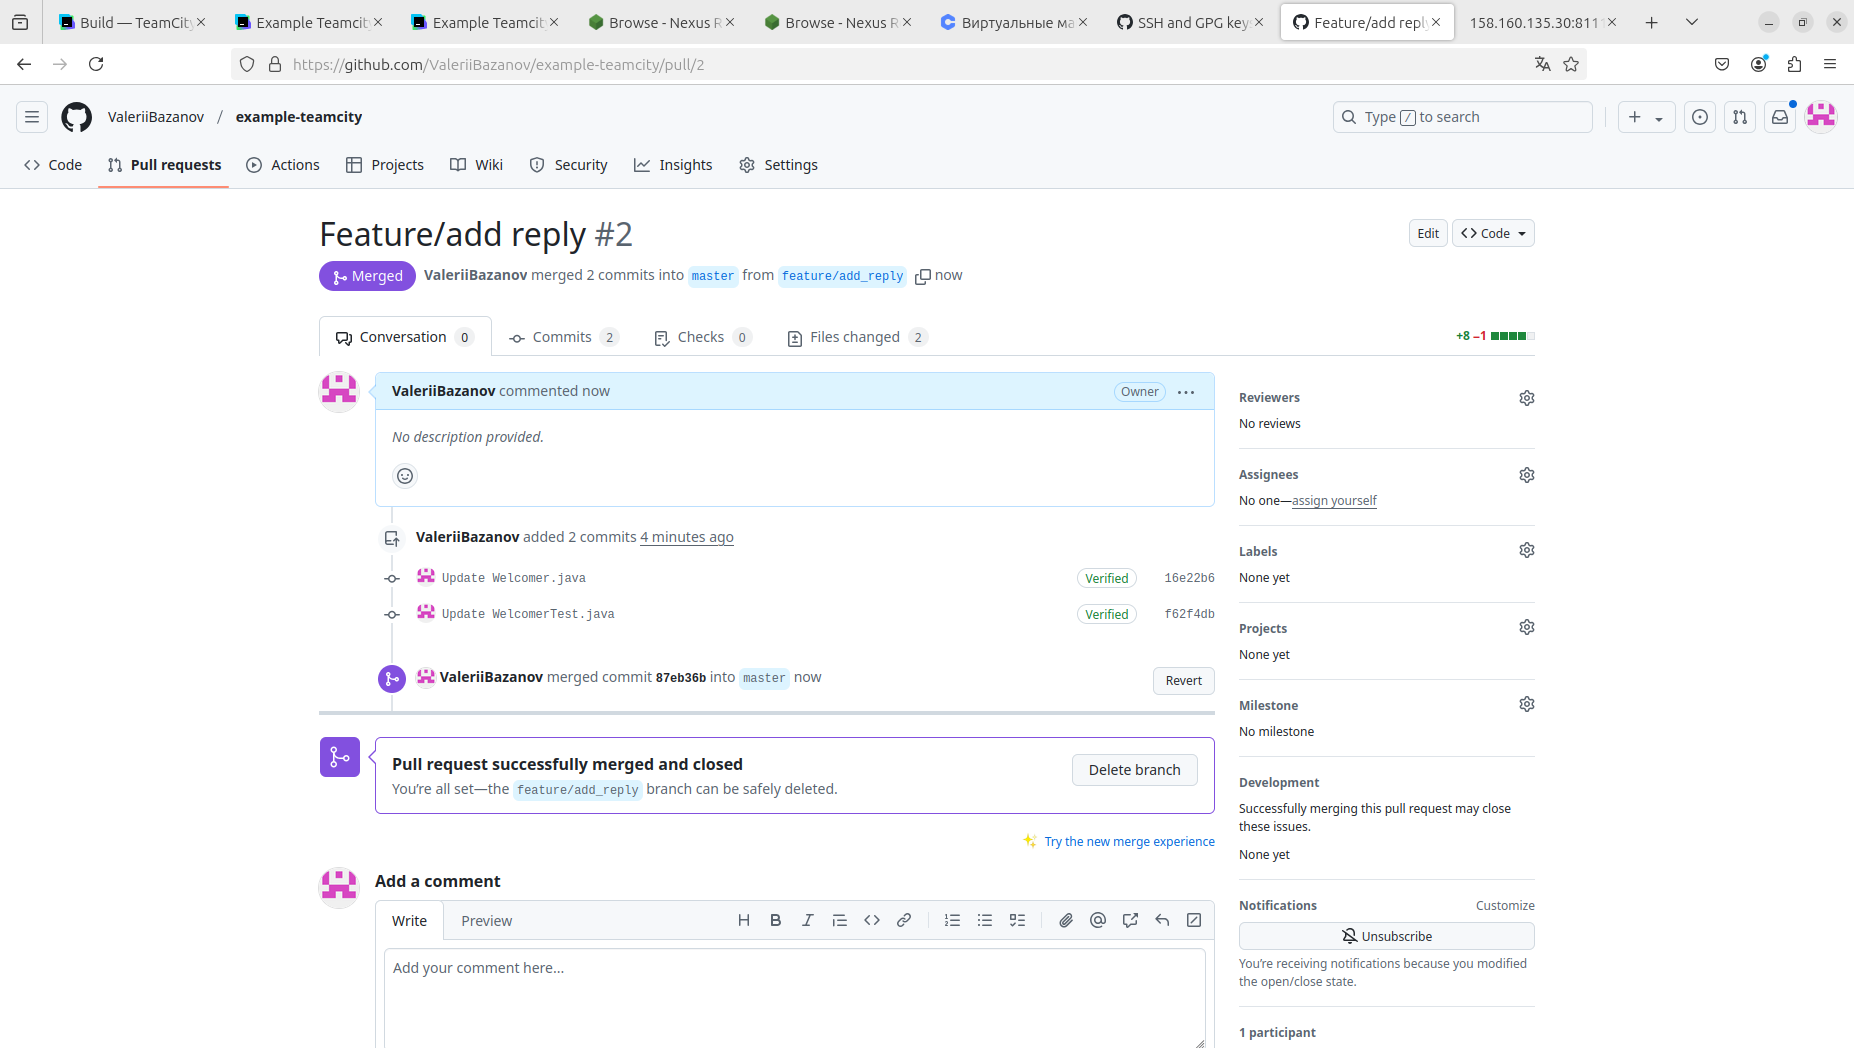 Build — TeamCity
Example Teamcity
Example Teamcit
Browse - Nexus R
Browse - Nexus R
Виртуальные ма
SSH and GPG key
Feature/add reply
158.160.135.30:811
https://github.com/ValeriiBazanov/example-teamcity/pull/2
ValeriiBazanov / example-teamcity
Type / to search
Code
Pull requests
Actions
Projects
Wiki
Security
Insights
Settings
Feature/add reply #2
Edit
Code
Merged
ValeriiBazanov merged 2 commits into master from feature/add_reply now
Conversation 0
Commits 2
Checks 0
Files changed 2
+8 −1
ValeriiBazanov commented now
Owner
No description provided.
ValeriiBazanov added 2 commits 4 minutes ago
Update Welcomer.java
Verified
16e22b6
Update WelcomerTest.java
Verified
f62f4db
ValeriiBazanov merged commit 87eb36b into master now
Revert
Pull request successfully merged and closed
You're all set—the feature/add_reply branch can be safely deleted.
Delete branch
Try the new merge experience
Add a comment
Write
Preview
Add your comment here...
Reviewers
No reviews
Assignees
No one—assign yourself
Labels
None yet
Projects
None yet
Milestone
No milestone
Development
Successfully merging this pull request may close
these issues.
None yet
Notifications
Customize
Unsubscribe
You're receiving notifications because you modified
the open/close state.
1 participant